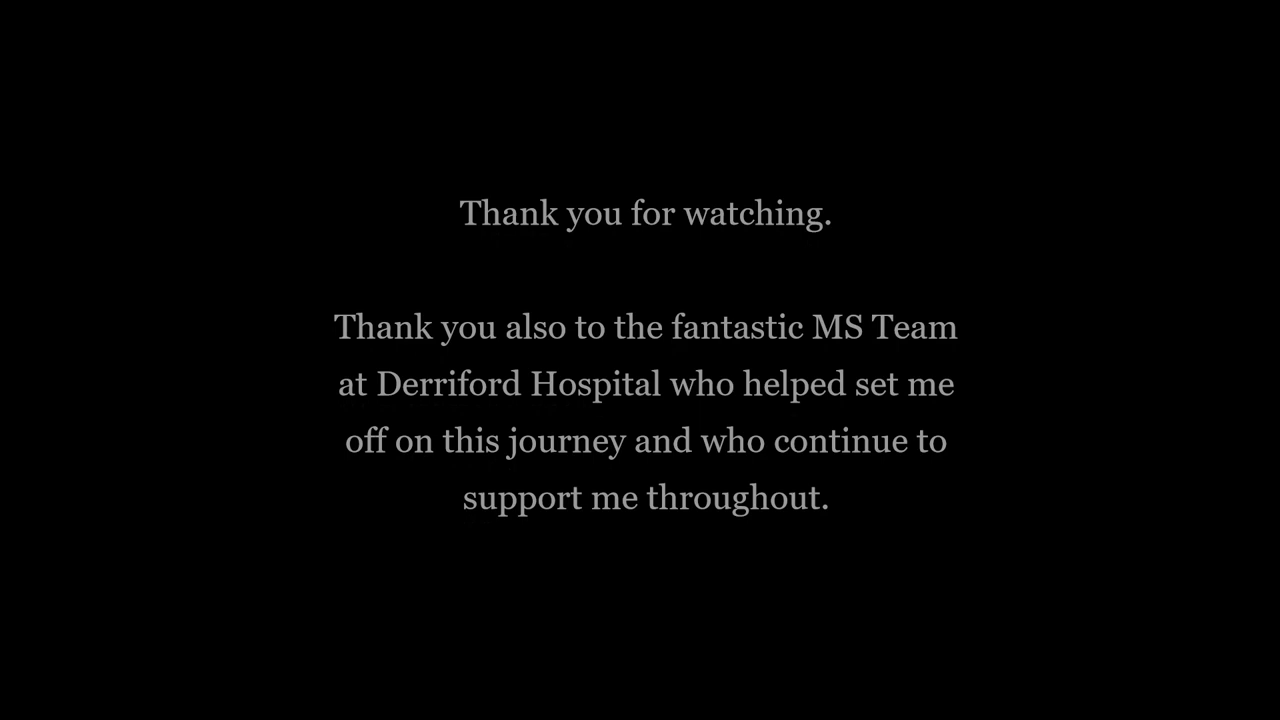 Thank you for watching.
Thank you also to the fantastic MS Team
at Derriford Hospital who helped set me
off on this journey and who continue to
support me throughout.